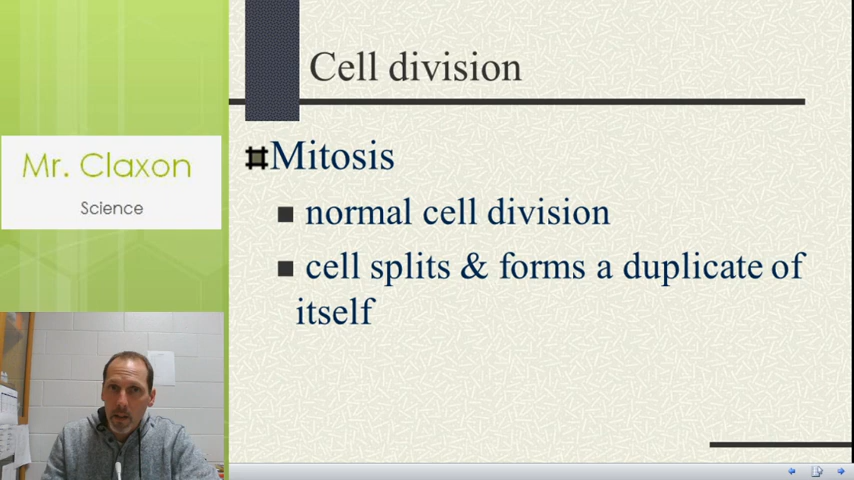 Cell division
Mr. Claxon
Science
Mitosis
normal cell division
cell splits & forms a duplicate of
itself